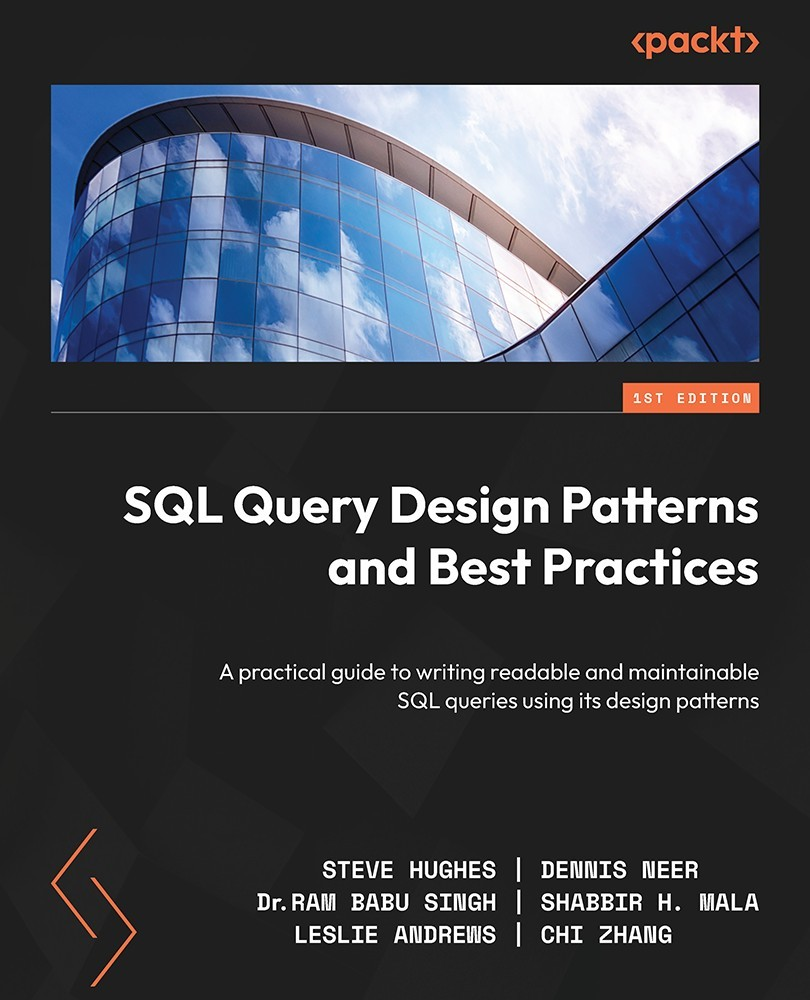 <packt>
1ST EDITION
SQL Query Design Patterns
and Best Practices
A practical guide to writing readable and maintainable
SQL queries using its design patterns
STEVE HUGHES | DENNIS NEER
Dr.RAM BABU SINGH | SHABBIR H. MALA
LESLIE ANDREWS | CHI ZHANG